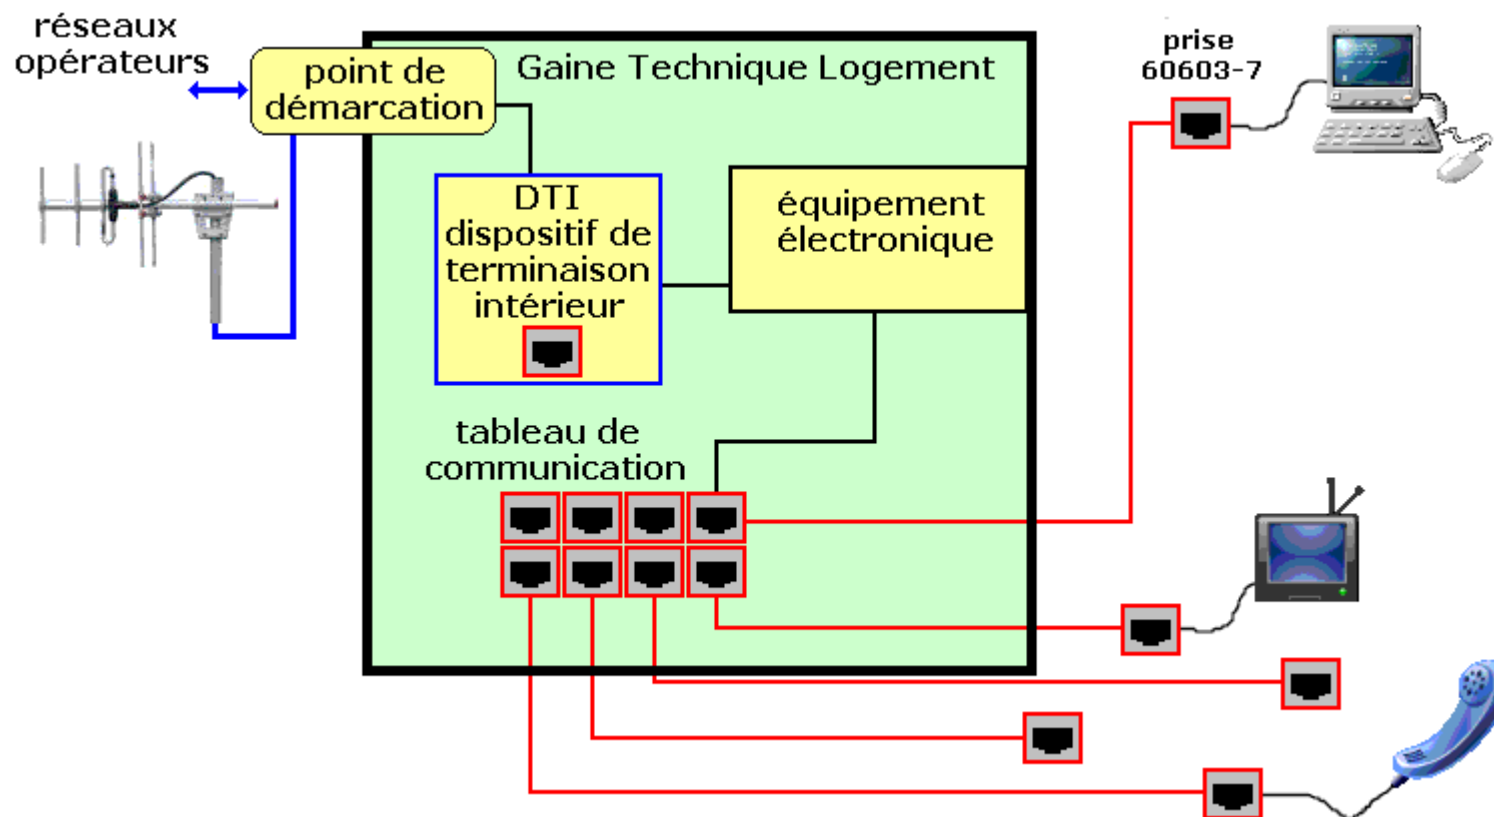 réseaux
opérateurs
point de
démarcation
Gaine Technique Logement
prise
60603-7
DTI
dispositif de
terminaison
intérieur
équipement
électronique
tableau de
communication